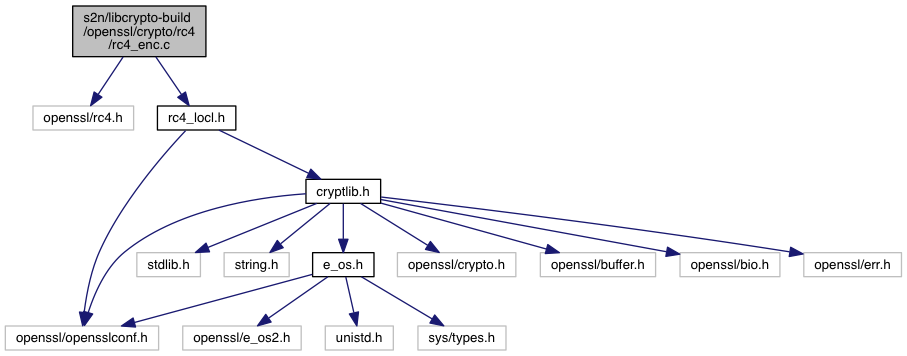 s2n/libcrypto-build
/openssl/crypto/rc4
/rc4_enc.c
openssl/rc4.h
rc4_locl.h
cryptlib.h
stdlib.h
string.h
e_os.h
openssl/crypto.h
openssl/buffer.h
openssl/bio.h
openssl/err.h
openssl/opensslconf.h
openssl/e_os2.h
unistd.h
sys/types.h